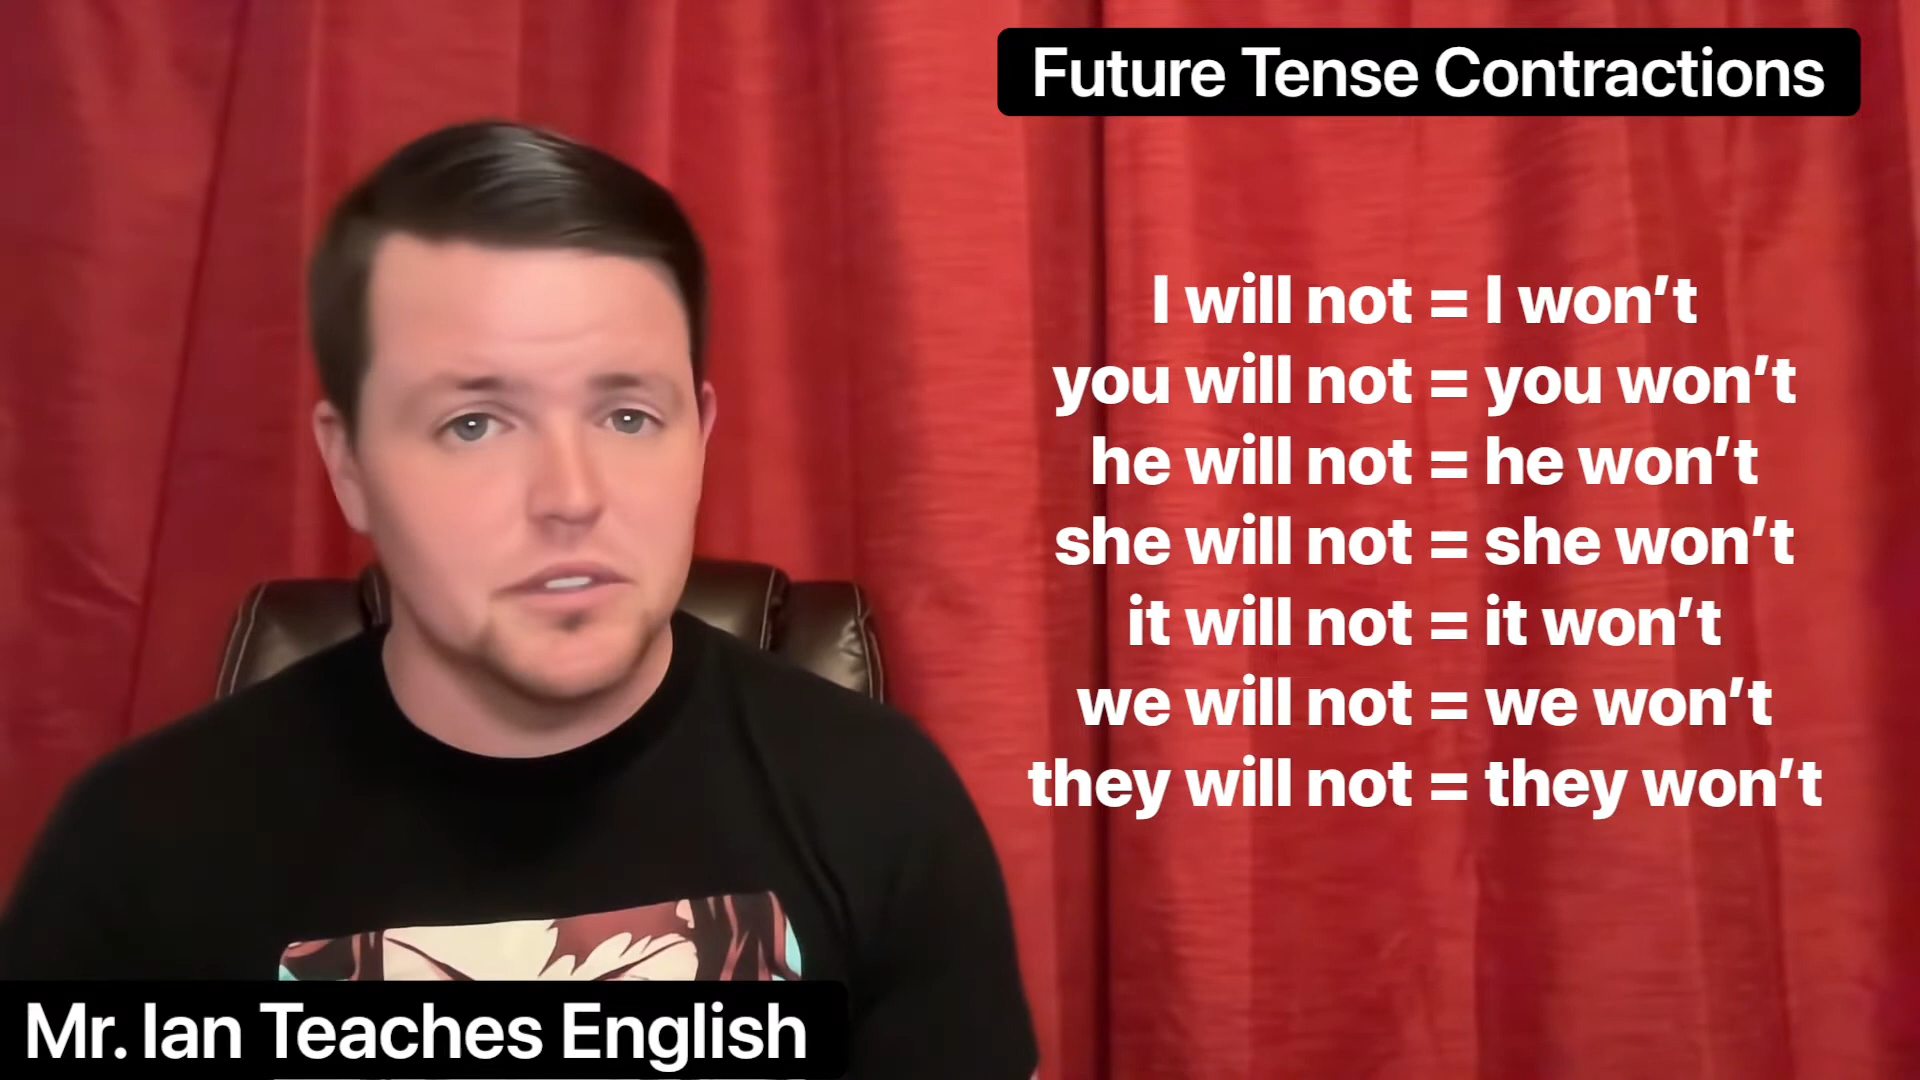 Future Tense Contractions
I will not = I won’t
you will not = you won’t
he will not = he won’t
she will not = she won’t
it will not = it won’t
we will not = we won’t
they will not = they won’t
Mr. Ian Teaches English